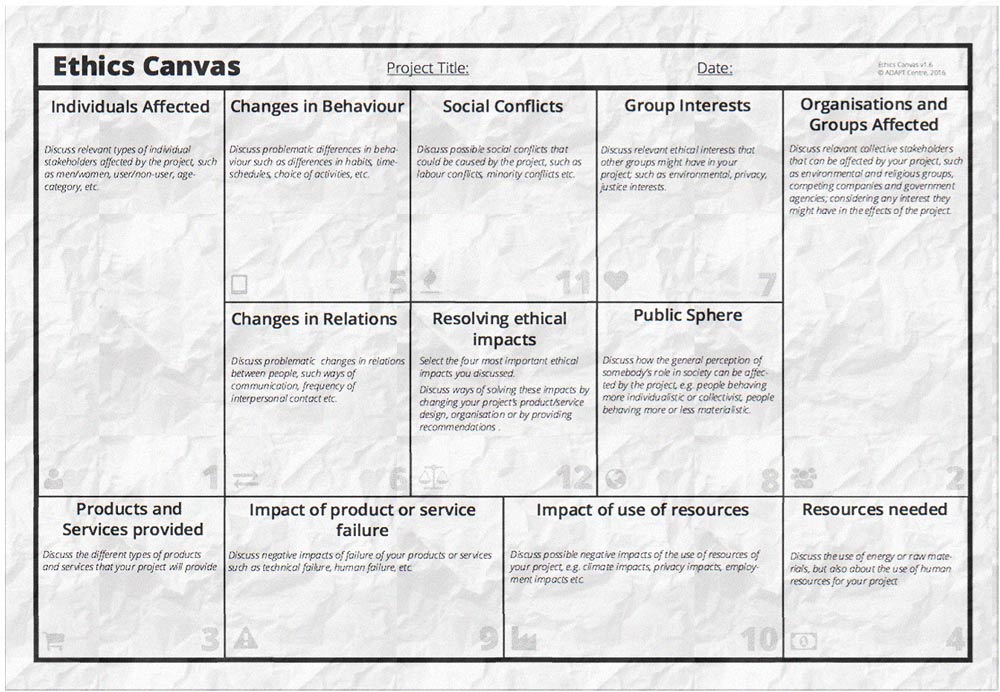 Ethics Canvas
Project Title:
Date:
Ethics Canvas v1.6
© ADAPT Centre, 2016
Individuals Affected
Discuss relevant types of individual
stakeholders affected by the project, such
as men/women, user/non-user, age-
category, etc.
1
Changes in Behaviour
Discuss problematic differences in beha-
viour such as differences in habits, time-
schedules, choice of activities, etc.
5
Social Conflicts
Discuss possible social conflicts that
could be caused by the project, such as
labour conflicts, minority conflicts etc.
11
Group Interests
Discuss relevant ethical interests that
other groups might have in your
project, such as environmental, privacy,
justice interests.
7
Organisations and
Groups Affected
Discuss relevant collective stakeholders
that can be affected by your project, such
as environmental and religious groups,
competing companies and government
agencies, considering any interest they
might have in the effects of the project.
2
Changes in Relations
Discuss problematic changes in relations
between people, such ways of
communication, frequency of
interpersonal contact etc.
6
Resolving ethical
impacts
Select the four most important ethical
impacts you discussed.
Discuss ways of solving these impacts by
changing your project's product/service
design, organisation or by providing
recommendations .
12
Public Sphere
Discuss how the general perception of
somebody's role in society can be affec-
ted by the project, e.g. people behaving
more individualistic or collectivist, people
behaving more or less materialistic.
8
Products and
Services provided
Discuss the different types of products
and services that your project will provide
3
Impact of product or service
failure
Discuss negative impacts of failure of your products or services
such as technical failure, human failure, etc.
9
Impact of use of resources
Discuss possible negative impacts of the use of resources of
your project, e.g. climate impacts, privacy impacts, employ-
ment impacts etc.
10
Resources needed
Discuss the use of energy or raw mate-
rials, but also about the use of human
resources for your project
4